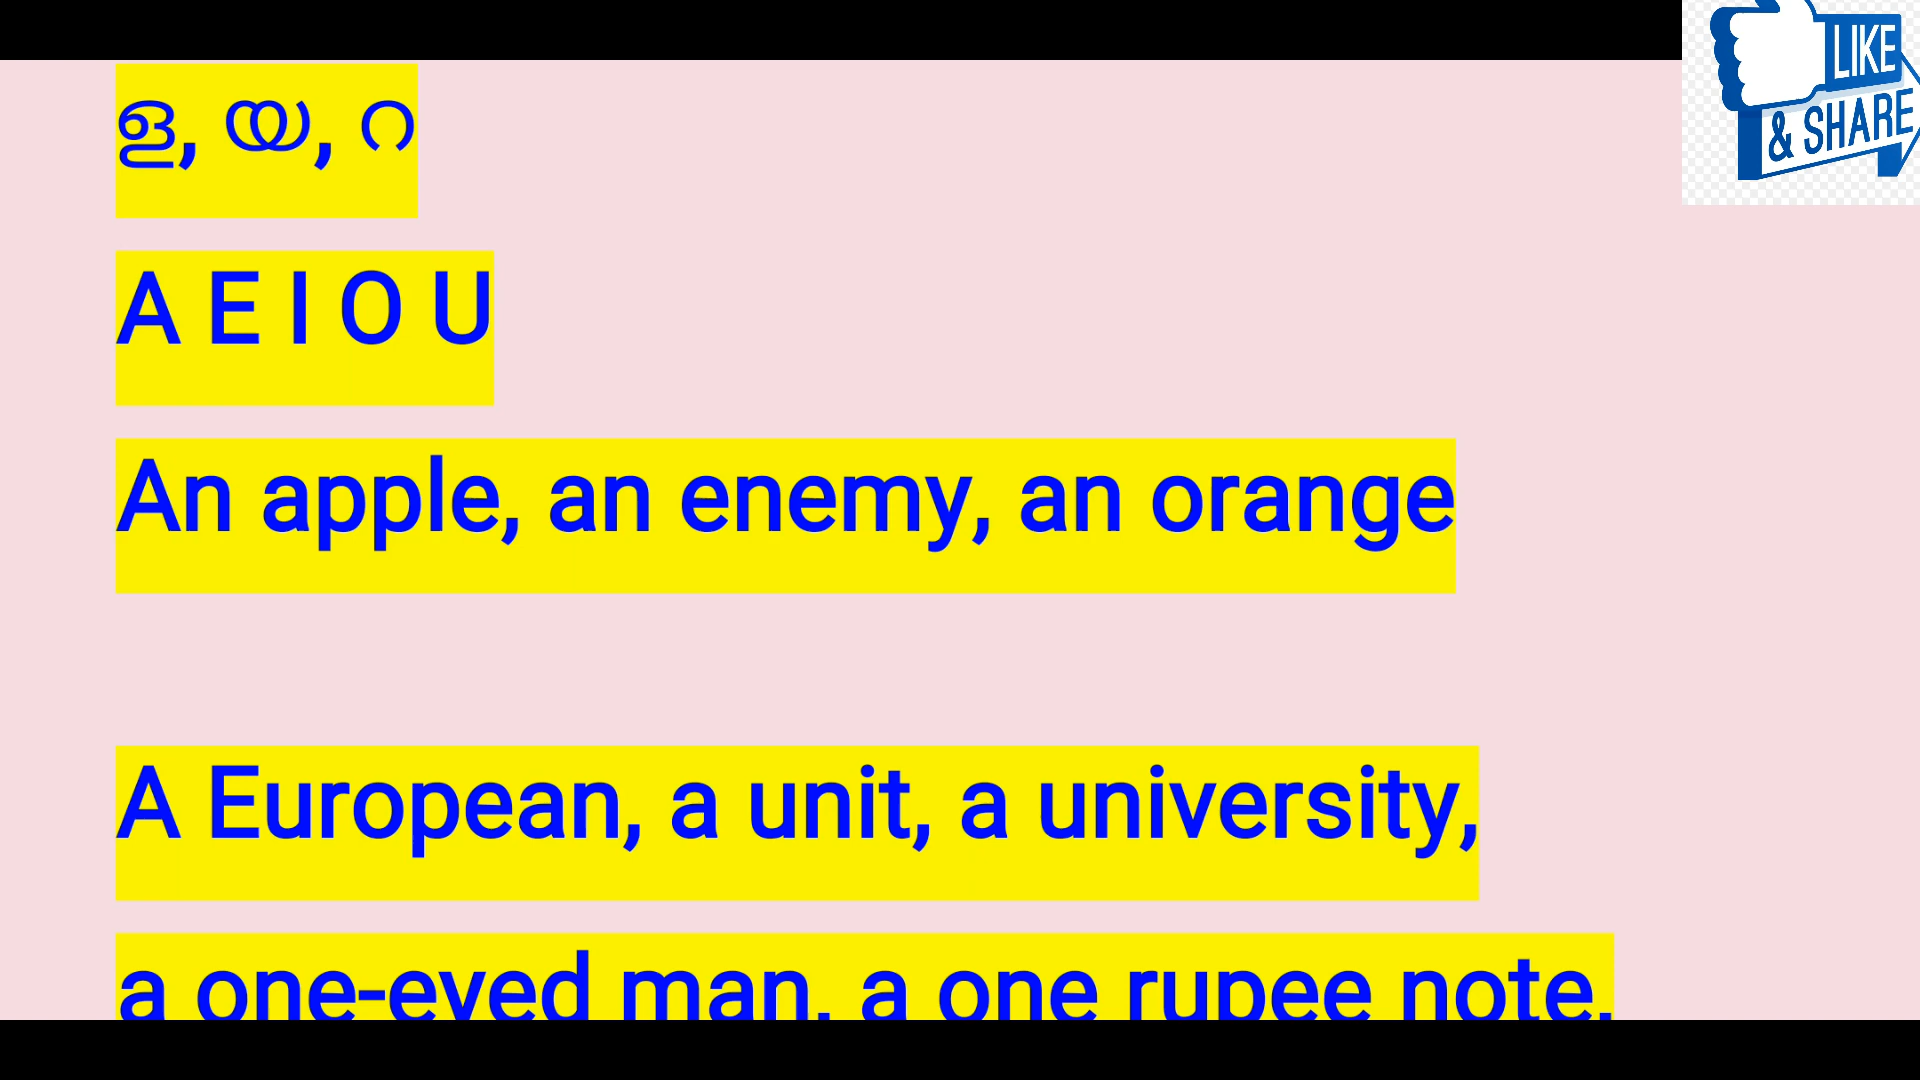 ള, യ, റ
LIKE
& SHARE
A E I O U
An apple, an enemy, an orange
A European, a unit, a university,
a one-eyed man, a one rupee note,